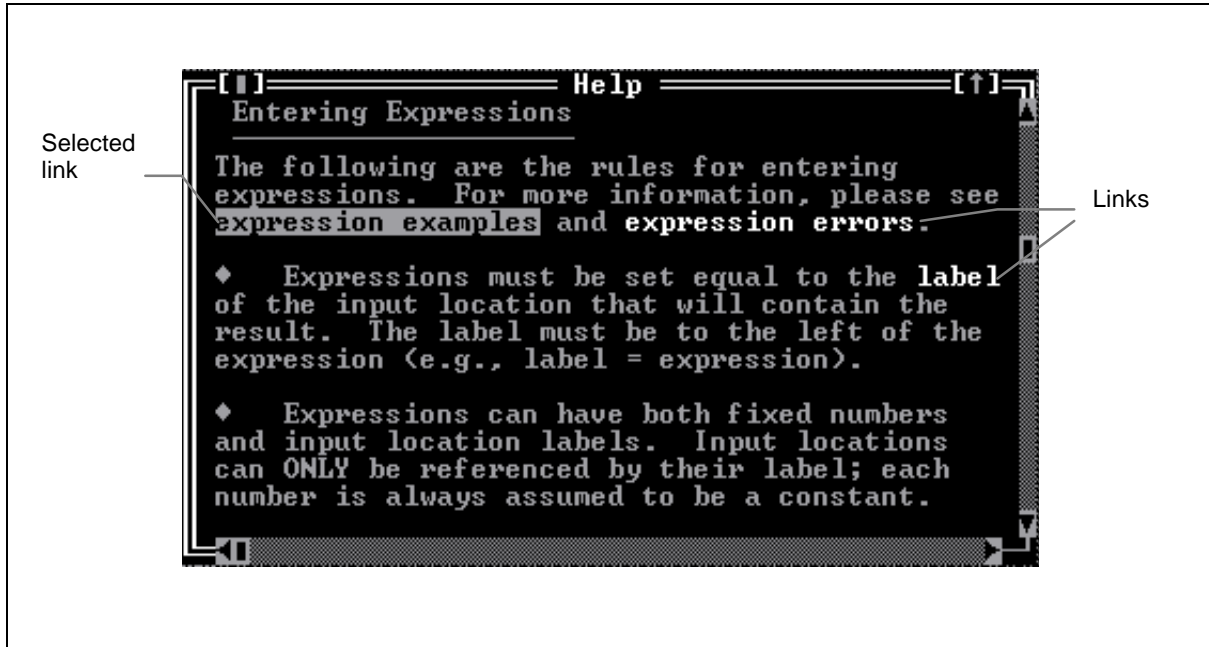 [▮] Help [↑]
Entering Expressions
Selected
link
The following are the rules for entering
expressions. For more information, please see
expression examples and expression errors.
Links
♦ Expressions must be set equal to the label
of the input location that will contain the
result. The label must be to the left of the
expression (e.g., label = expression).
♦ Expressions can have both fixed numbers
and input location labels. Input locations
can ONLY be referenced by their label; each
number is always assumed to be a constant.